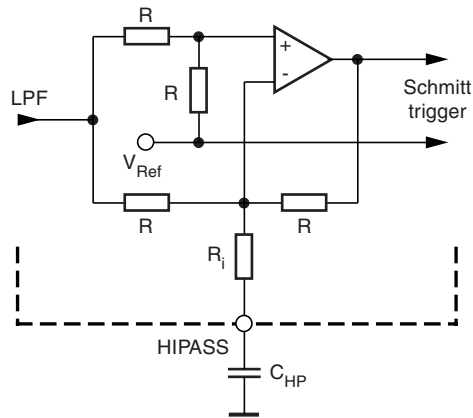 R
+
-
R
LPF
Schmitt
trigger
V_Ref
R
R
R_i
HIPASS
C_HP